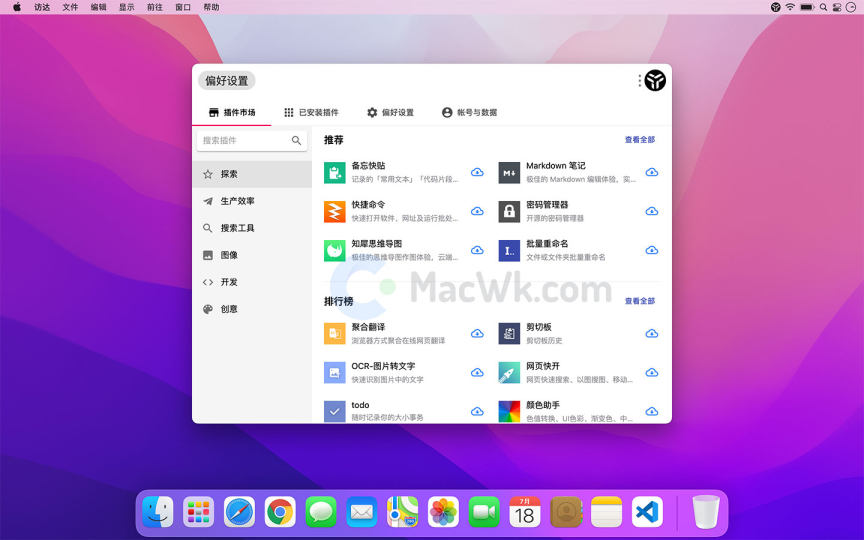 访达 文件 编辑 显示 前往 窗口 帮助
偏好设置
插件市场 已安装插件 偏好设置 帐号与数据
搜索插件
探索
生产效率
搜索工具
图像
开发
创意
推荐 查看全部
备忘快贴
记录的「常用文本」「代码片段...
Markdown 笔记
极佳的 Markdown 编辑体验，实...
快捷命令
快速打开软件、网址及运行批处...
密码管理器
开源的密码管理器
知犀思维导图
极佳的思维导图作图体验，云端...
批量重命名
文件或文件夹批量重命名
MacWk.com
排行榜 查看全部
聚合翻译
浏览器方式聚合在线网页翻译
剪切板
剪切板历史
OCR-图片转文字
快速识别图片中的文字
网页快开
网页快速搜索、以图搜图、移动...
todo
随时记录你的大小事务
颜色助手
色值转换、UI色彩、渐变色、中...
M
I..
7月
18